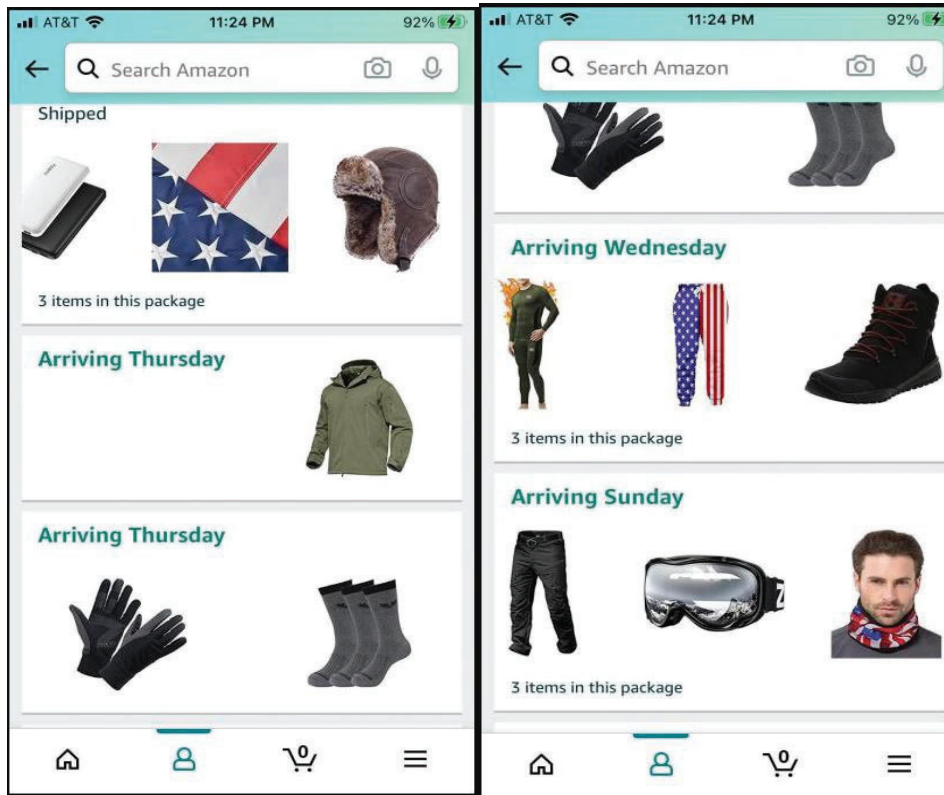 AT&T 11:24 PM 92%
Search Amazon
Shipped
3 items in this package
Arriving Thursday
Arriving Thursday
0
AT&T 11:24 PM 92%
Search Amazon
Arriving Wednesday
3 items in this package
Arriving Sunday
Z
3 items in this package
0